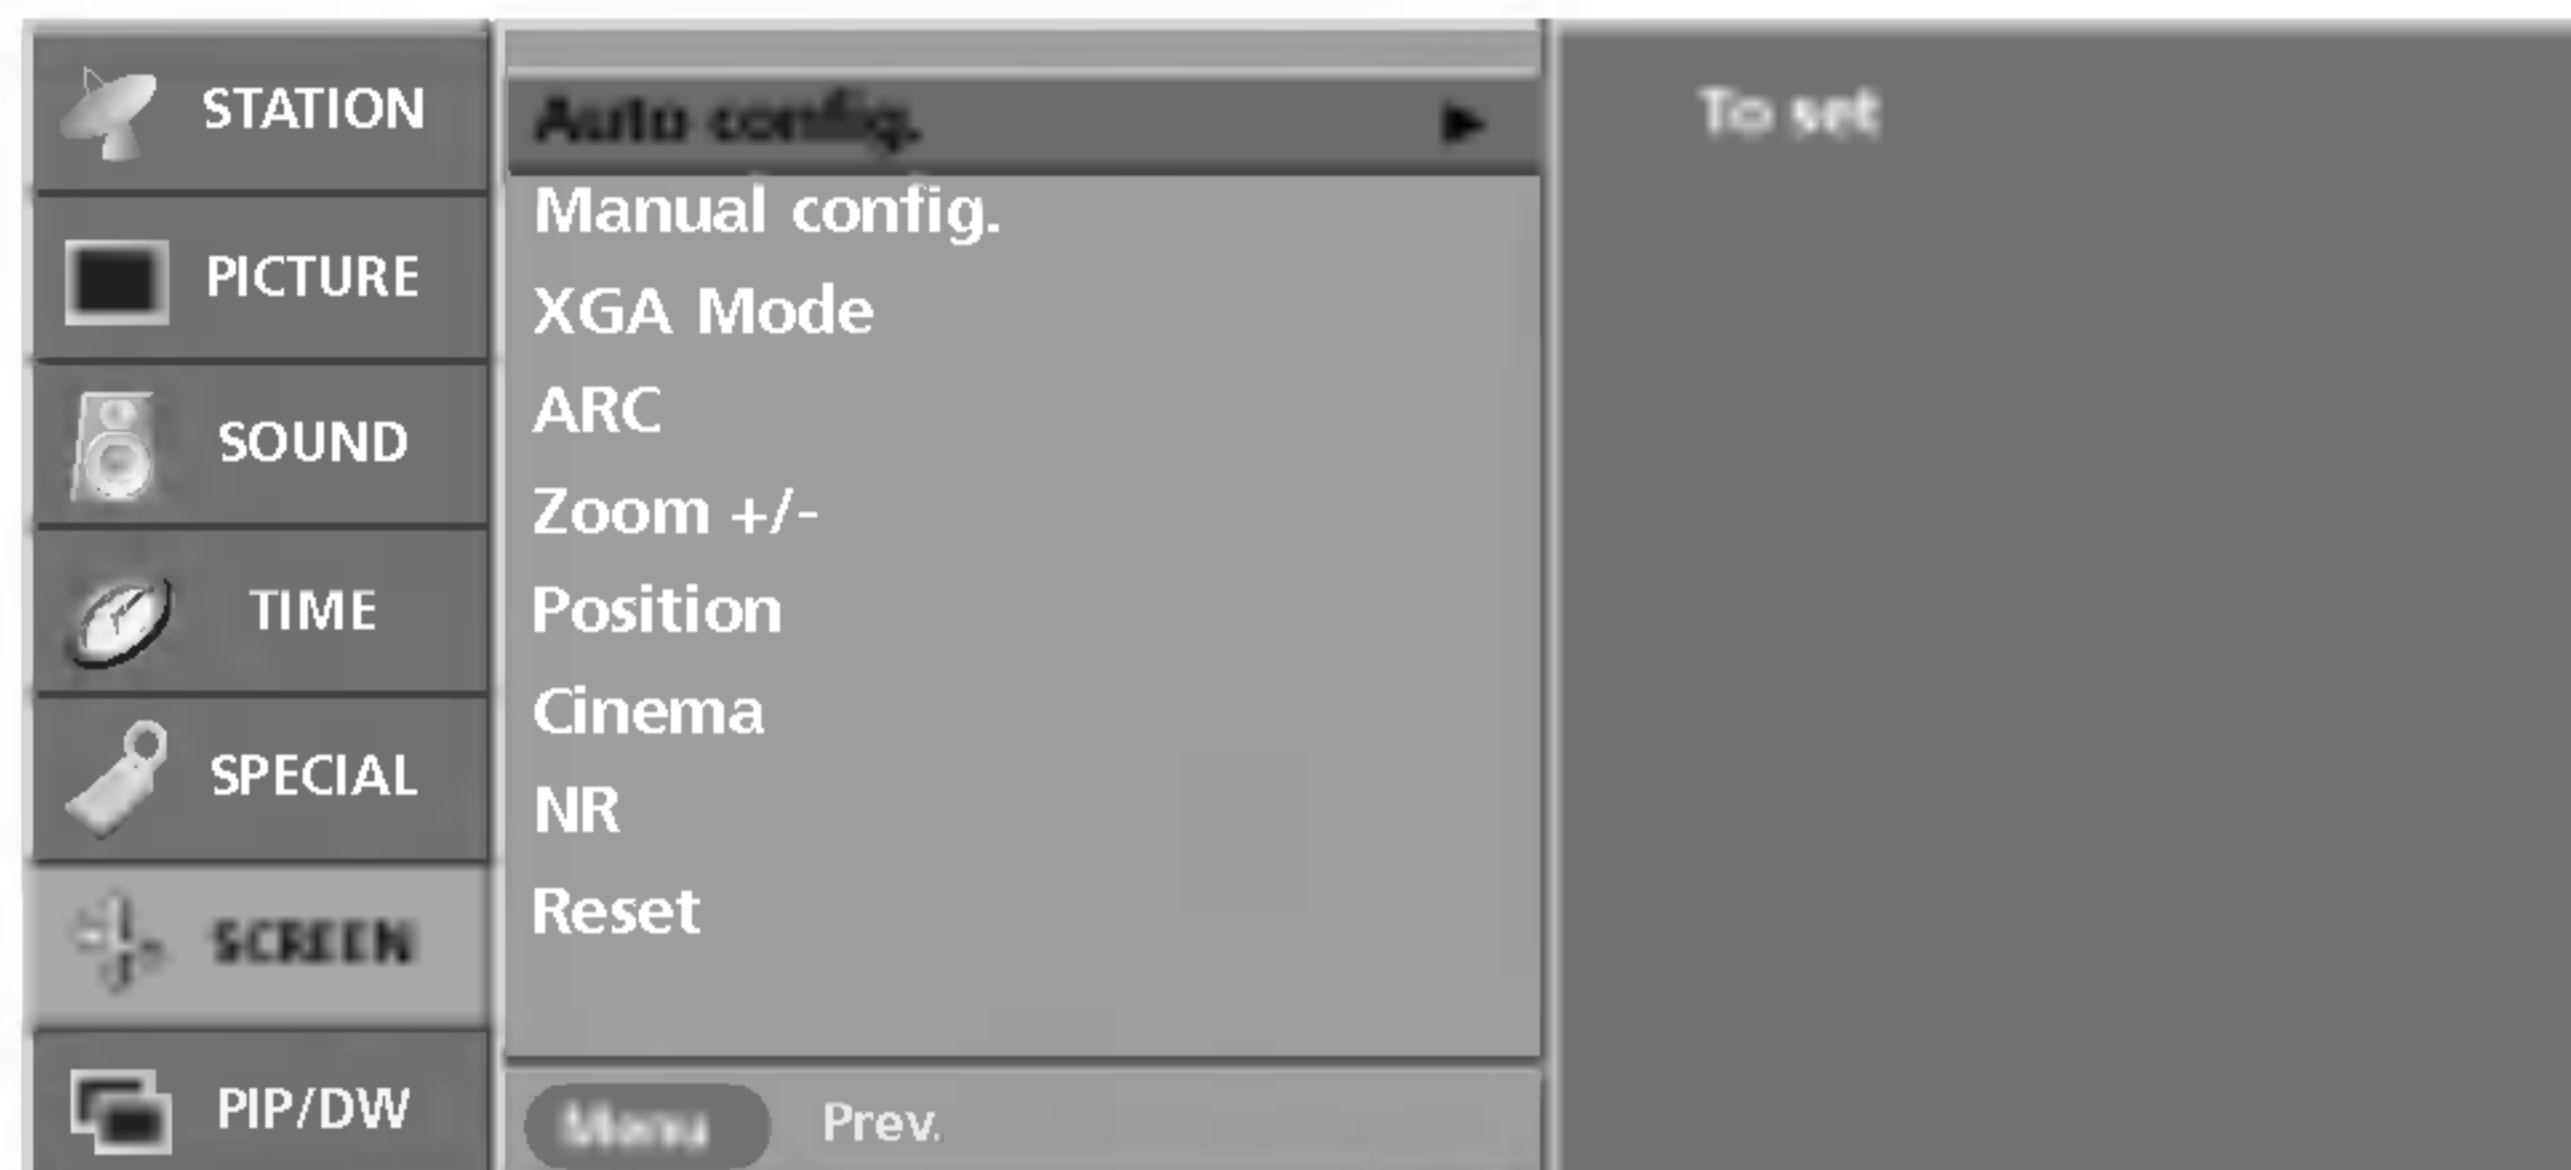 STATION
PICTURE
SOUND
TIME
SPECIAL
SCREEN
PIP/DW
Auto config.
Manual config.
XGA Mode
ARC
Zoom +/-
Position
Cinema
NR
Reset
Menu Prev.
To set